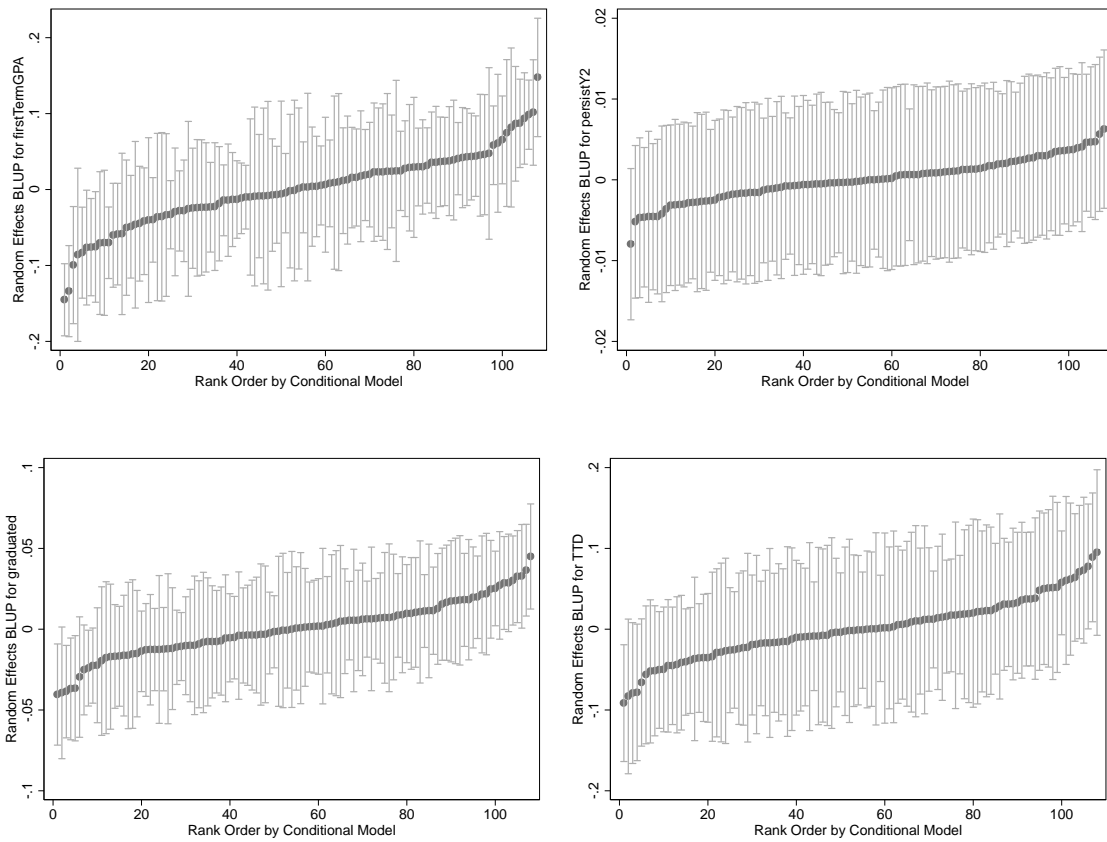 .2
.1
0
-.1
-.2
Random Effects BLUP for firstTermGPA
0 20 40 60 80 100
Rank Order by Conditional Model
.02
.01
0
-.01
-.02
Random Effects BLUP for persistY2
0 20 40 60 80 100
Rank Order by Conditional Model
.1
.05
0
-.05
-.1
Random Effects BLUP for graduated
0 20 40 60 80 100
Rank Order by Conditional Model
.2
.1
0
-.1
-.2
Random Effects BLUP for TTD
0 20 40 60 80 100
Rank Order by Conditional Model